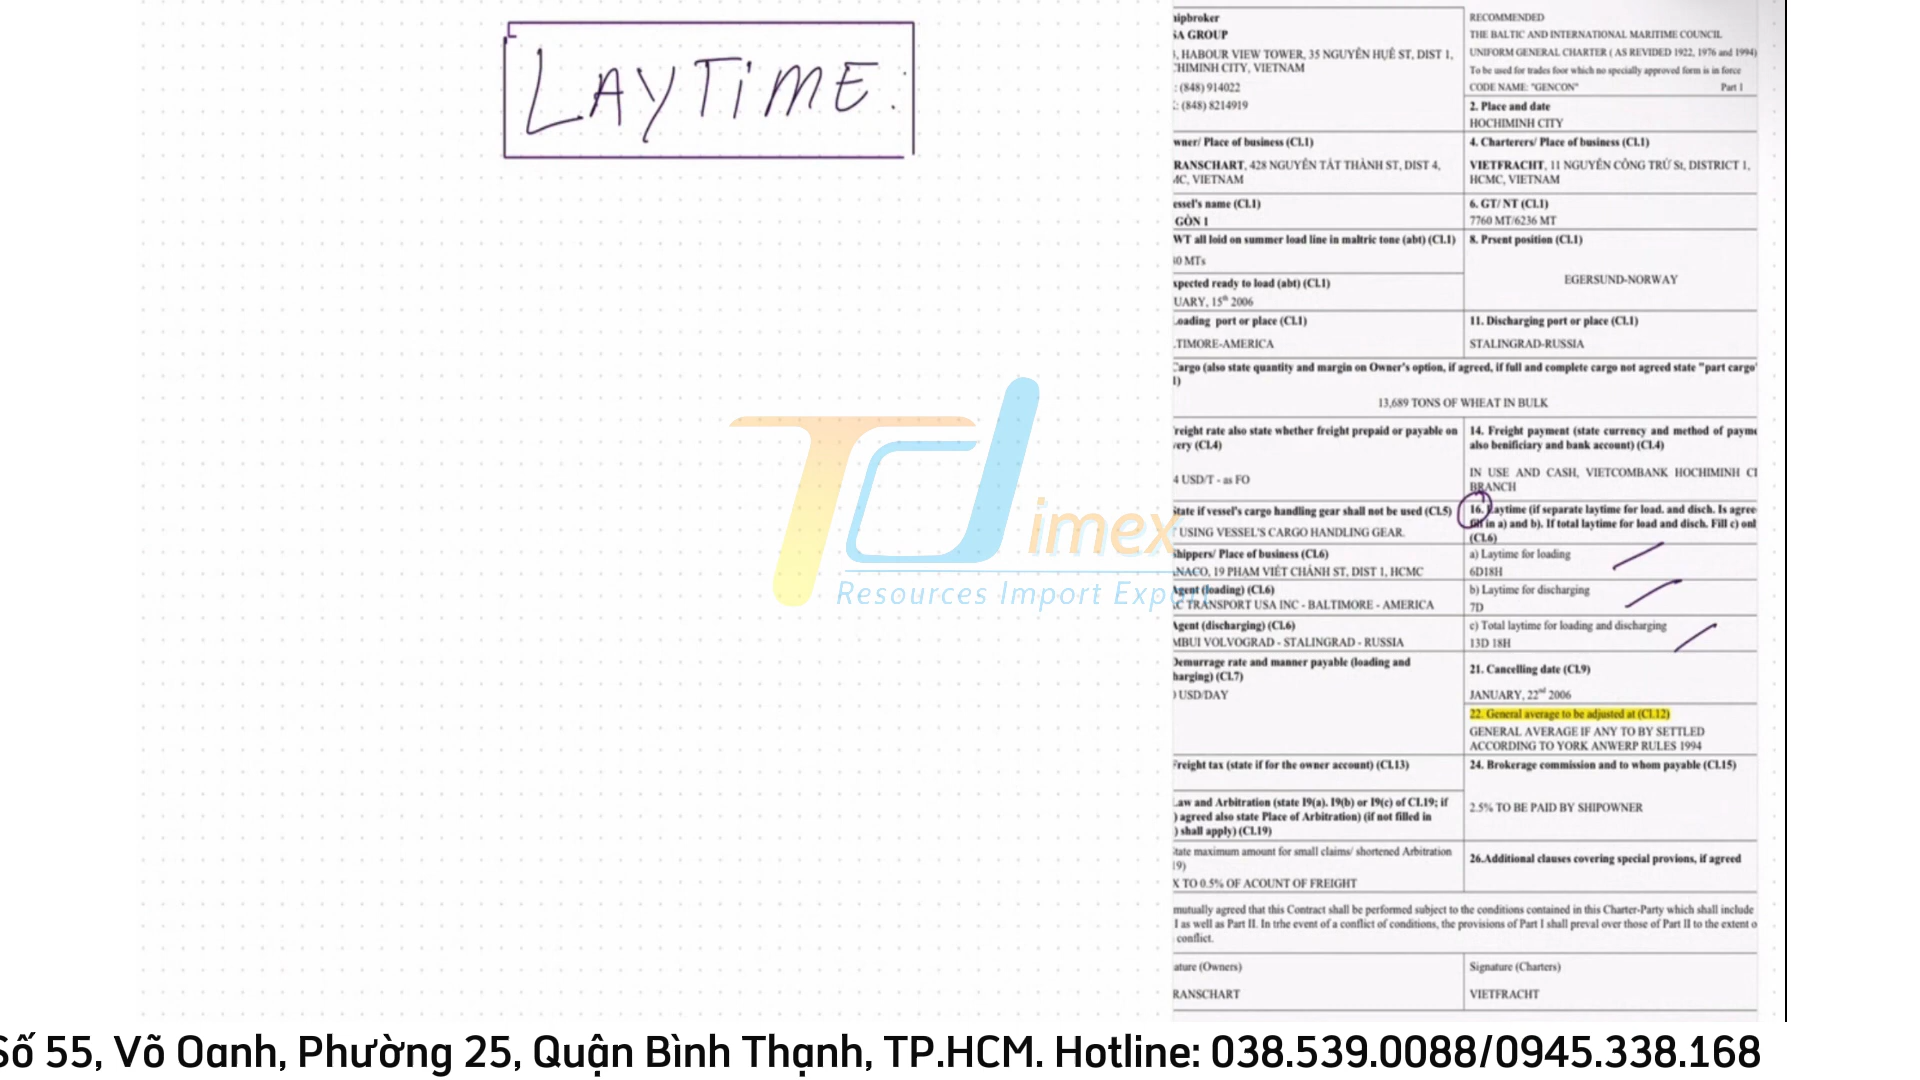 LAYTIME:
TD imex
Resources Import Export
GROUP
, HABOUR VIEW TOWER, 35 NGUYỄN HUỆ ST, DIST 1,
CITY, VIETNAM
: (848) 914022
: (848) 8214919
RECOMMENDED
THE BALTIC AND INTERNATIONAL MARITIME COUNCIL
UNIFORM GENERAL CHARTER ( AS REVIDED 1922, 1976 and 1994)
To be used for trades foor which no specially approved form is in force
CODE NAME: "GENCON" Part I
2. Place and date
HOCHIMINH CITY
Place of business (Cl.1)
, 428 NGUYỄN TẤT THÀNH ST, DIST 4,
VIETNAM
4. Charterers/ Place of business (Cl.1)
VIETFRACHT, 11 NGUYỄN CÔNG TRỨ St, DISTRICT 1,
HCMC, VIETNAM
name (Cl.1)
GÒN 1
6. GT/ NT (Cl.1)
7760 MT/6236 MT
all loid on summer load line in maltric tone (abt) (Cl.1)
MTs
8. Prsent position (Cl.1)
EGERSUND-NORWAY
ready to load (abt) (Cl.1)
15th 2006
port or place (Cl.1)
TIMORE-AMERICA
11. Discharging port or place (Cl.1)
STALINGRAD-RUSSIA
Cargo (also state quantity and margin on Owner's option, if agreed, if full and complete cargo not agreed state "part cargo"
13,689 TONS OF WHEAT IN BULK
rate also state whether freight prepaid or payable on
(Cl.4)
4 USD/T - as FO
14. Freight payment (state currency and method of payme
also benificiary and bank account) (Cl.4)
IN USE AND CASH, VIETCOMBANK HOCHIMINH CI
BRANCH
State if vessel's cargo handling gear shall not be used (Cl.5)
USING VESSEL'S CARGO HANDLING GEAR.
16. Laytime (if separate laytime for load. and disch. Is agree
fill in a) and b). If total laytime for load and disch. Fill c) onl
(Cl.6)
Shippers/ Place of business (Cl.6)
NACO, 19 PHẠM VIẾT CHÁNH ST, DIST 1, HCMC
a) Laytime for loading
6D18H
Agent (loading) (Cl.6)
TRANSPORT USA INC - BALTIMORE - AMERICA
b) Laytime for discharging
7D
Agent (discharging) (Cl.6)
MBUI VOLVOGRAD - STALINGRAD - RUSSIA
c) Total laytime for loading and discharging
13D 18H
Demurrage rate and manner payable (loading and
harging) (Cl.7)
USD/DAY
21. Cancelling date (Cl.9)
JANUARY, 22nd 2006
22. General average to be adjusted at (Cl.12)
GENERAL AVERAGE IF ANY TO BY SETTLED
ACCORDING TO YORK ANWERP RULES 1994
Freight tax (state if for the owner account) (Cl.13)
24. Brokerage commission and to whom payable (Cl.15)
2.5% TO BE PAID BY SHIPOWNER
Law and Arbitration (state 19(a). 19(b) or 19(c) of Cl.19; if
) agreed also state Place of Arbitration) (if not filled in
) shall apply) (Cl.19)
State maximum amount for small claims/ shortened Arbitration
19)
TO 0.5% OF ACOUNT OF FREIGHT
26.Additional clauses covering special provions, if agreed
mutually agreed that this Contract shall be performed subject to the conditions contained in this Charter-Party which shall include
I as well as Part II. In trhe event of a conflict of conditions, the provisions of Part I shall preval over those of Part II to the extent o
conflict.
ature (Owners)
RANSCHART
Signature (Charters)
VIETFRACHT
Số 55, Võ Oanh, Phường 25, Quận Bình Thạnh, TP.HCM. Hotline: 038.539.0088/0945.338.168